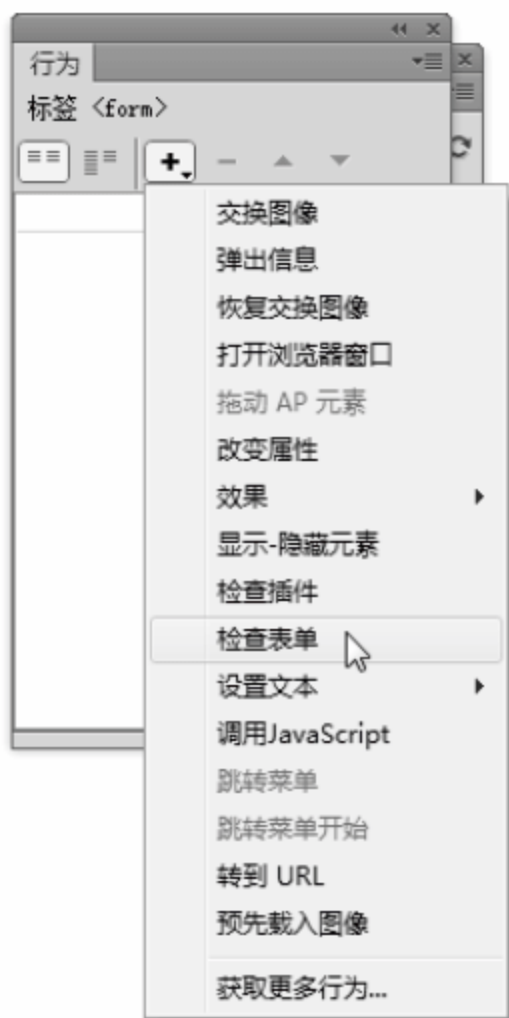 行为
标签 <form>
交换图像
弹出信息
恢复交换图像
打开浏览器窗口
拖动 AP 元素
改变属性
效果
显示-隐藏元素
检查插件
检查表单
设置文本
调用JavaScript
跳转菜单
跳转菜单开始
转到 URL
预先载入图像
获取更多行为...